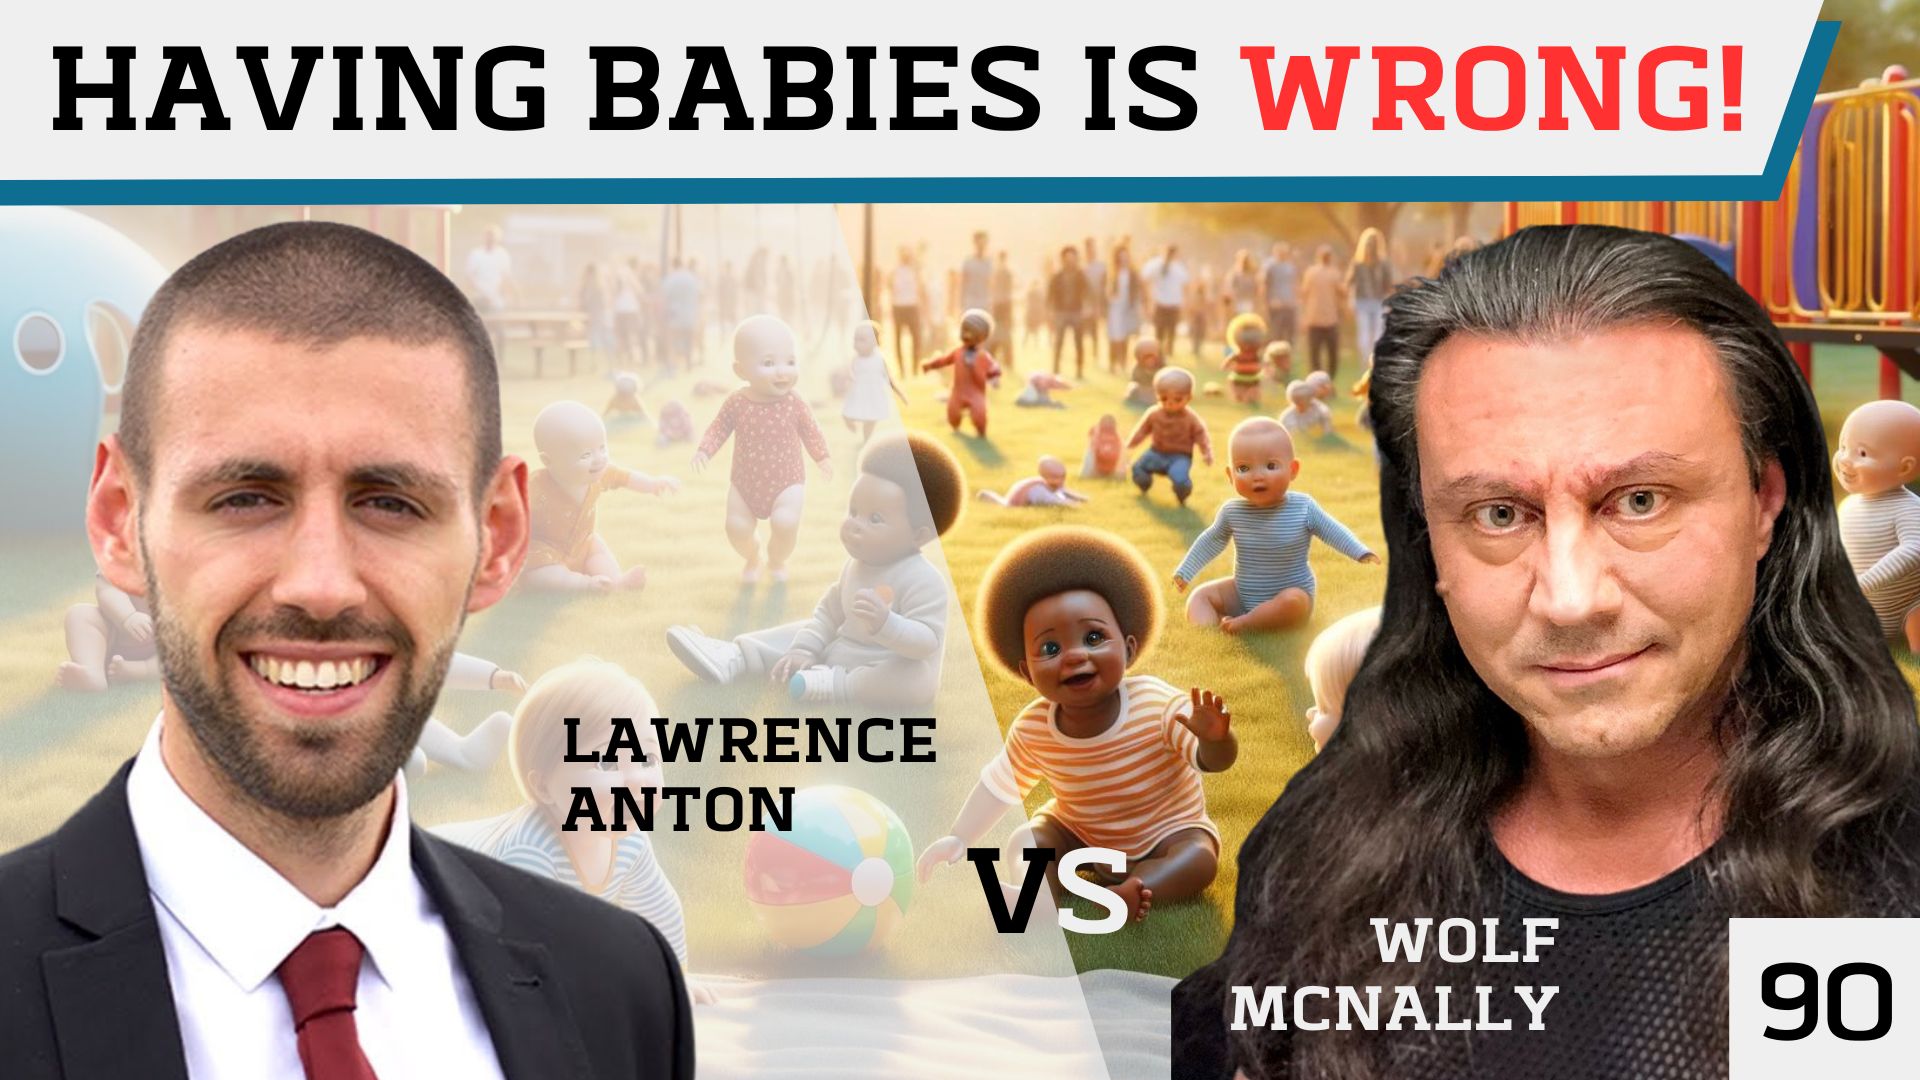 HAVING BABIES IS WRONG!
LAWRENCE
ANTON
VS
WOLF
MCNALLY
90